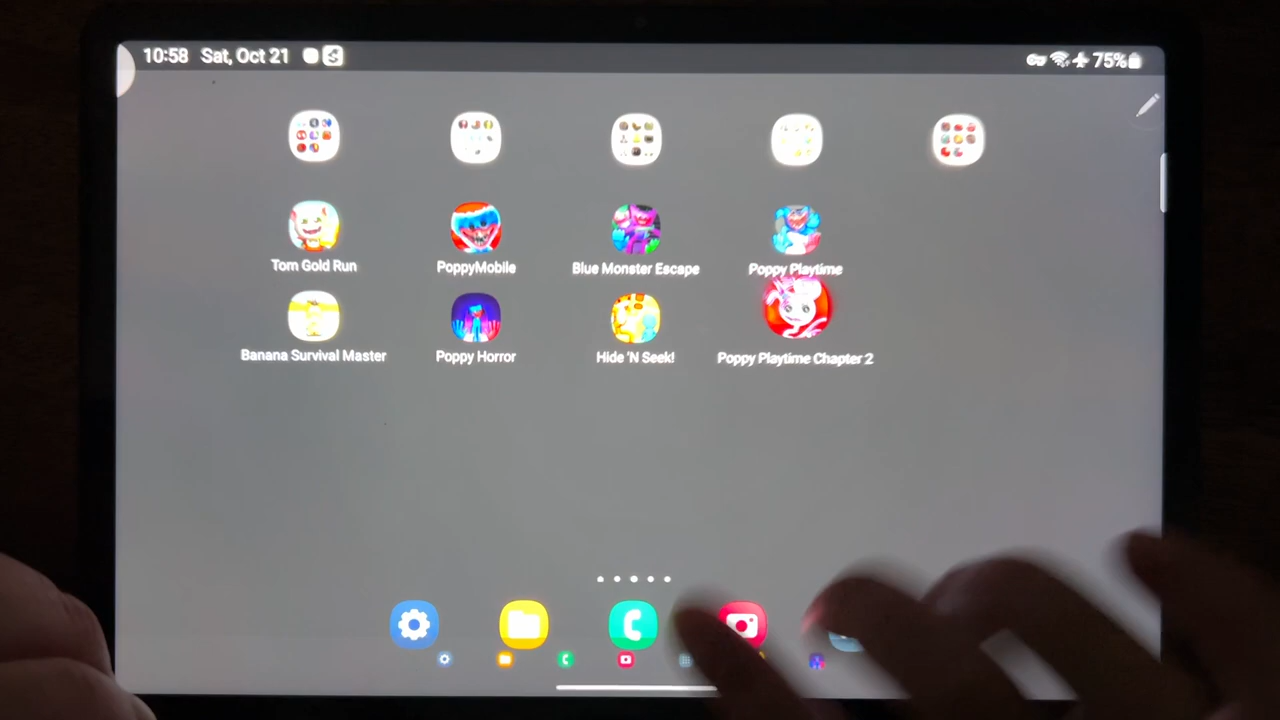 10:58 Sat, Oct 21 75%
Tom Gold Run PoppyMobile Blue Monster Escape Poppy Playtime
Banana Survival Master Poppy Horror Hide 'N Seek! Poppy Playtime Chapter 2